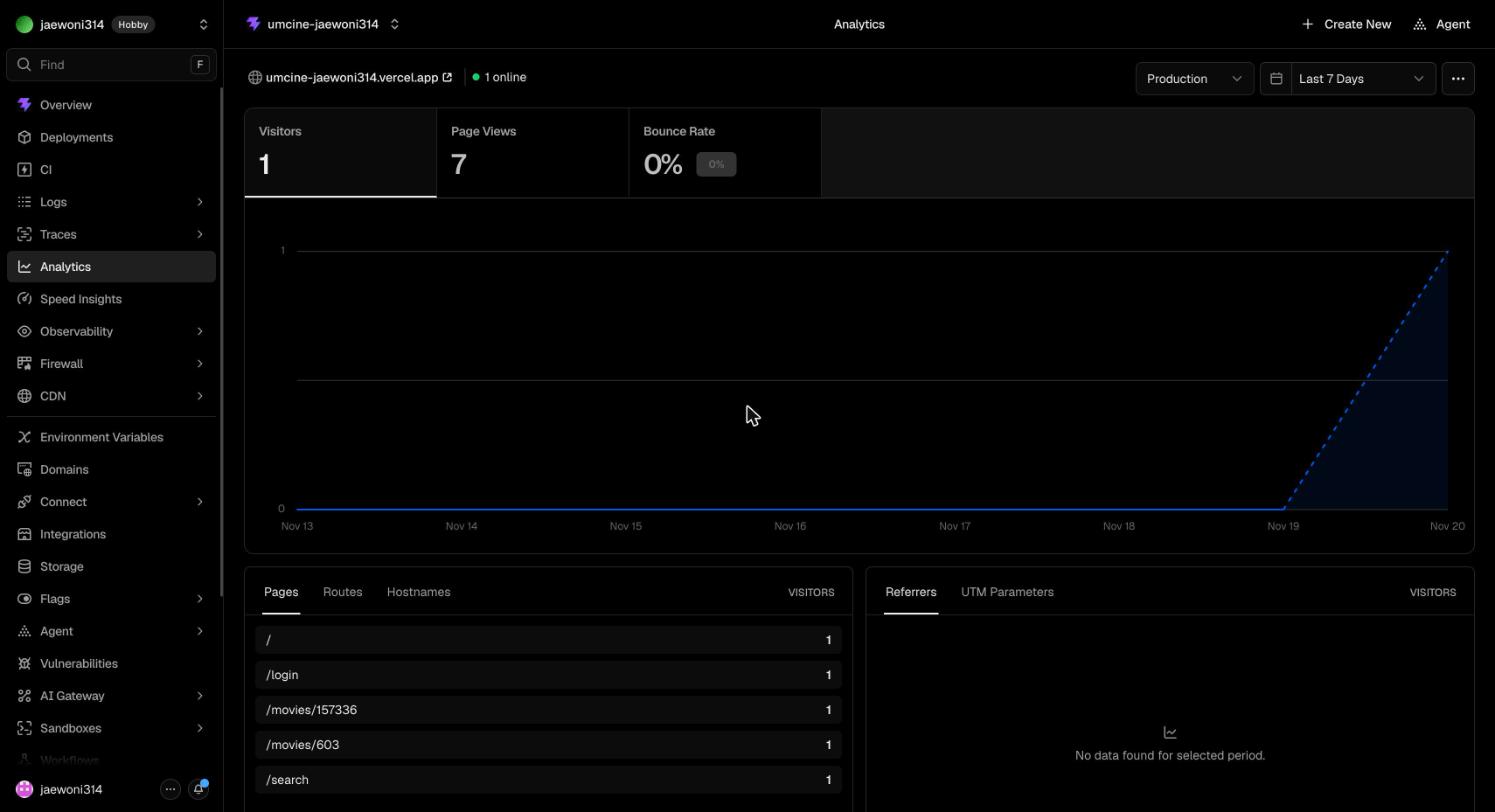 jaewoni314 Hobby
Find F
Overview
Deployments
CI
Logs
Traces
Analytics
Speed Insights
Observability
Firewall
CDN
Environment Variables
Domains
Connect
Integrations
Storage
Flags
Agent
Vulnerabilities
AI Gateway
Sandboxes
Workflows
jaewoni314
umcine-jaewoni314
Analytics
Create New
Agent
umcine-jaewoni314.vercel.app
1 online
Production
Last 7 Days
Visitors
1
Page Views
7
Bounce Rate
0% 0%
1
0
Nov 13 Nov 14 Nov 15 Nov 16 Nov 17 Nov 18 Nov 19 Nov 20
Pages Routes Hostnames VISITORS
/ 1
/login 1
/movies/157336 1
/movies/603 1
/search 1
Referrers UTM Parameters VISITORS
No data found for selected period.